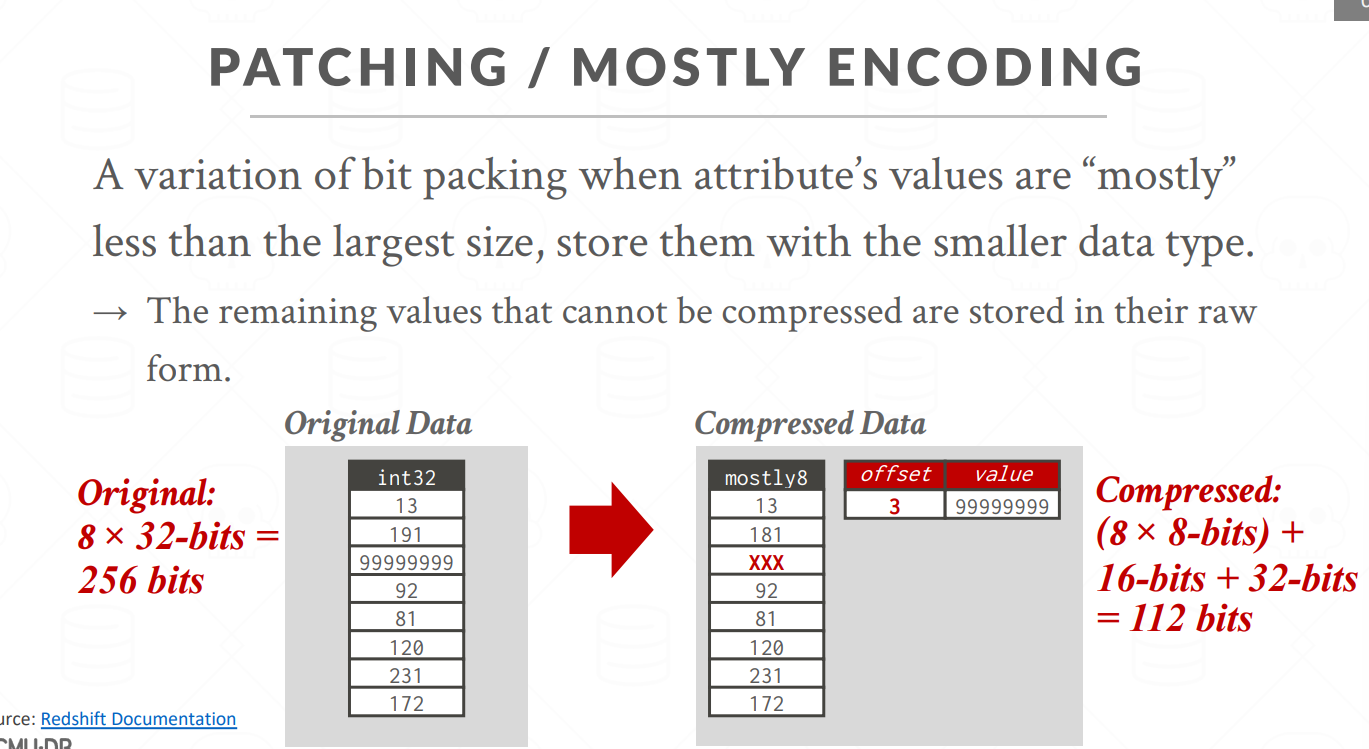 PATCHING / MOSTLY ENCODING
A variation of bit packing when attribute’s values are “mostly”
less than the largest size, store them with the smaller data type.
→ The remaining values that cannot be compressed are stored in their raw
form.
Original Data
Original:
8 × 32-bits =
256 bits
int32
13
191
99999999
92
81
120
231
172
Compressed Data
mostly8
13
181
XXX
92
81
120
231
172
offset value
3 99999999
Compressed:
(8 × 8-bits) +
16-bits + 32-bits
= 112 bits
urce: Redshift Documentation
CMU·DB